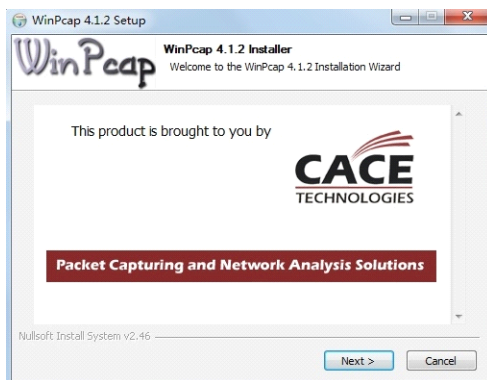 WinPcap 4.1.2 Setup
WinPcap
WinPcap 4.1.2 Installer
Welcome to the WinPcap 4.1.2 Installation Wizard
This product is brought to you by
CACE
TECHNOLOGIES
Packet Capturing and Network Analysis Solutions
Nullsoft Install System v2.46
Next >
Cancel